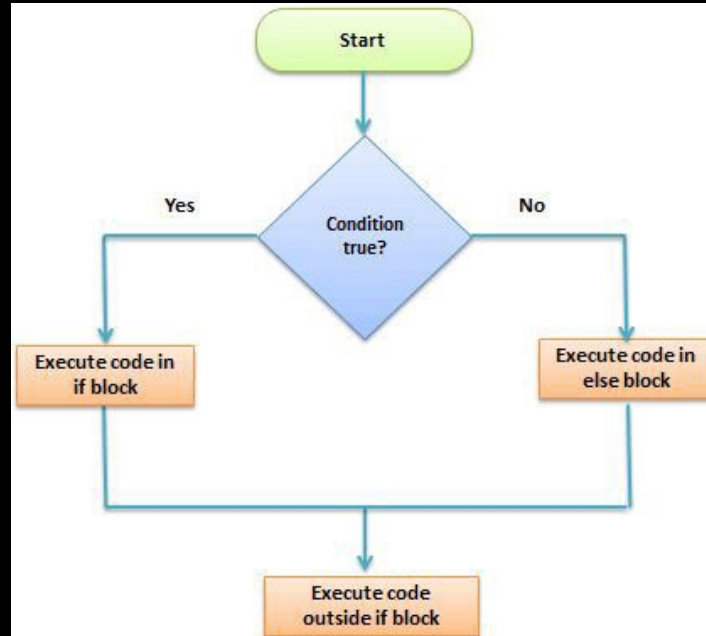 Start
Yes
No
Condition
true?
Execute code in
if block
Execute code in
else block
Execute code
outside if block